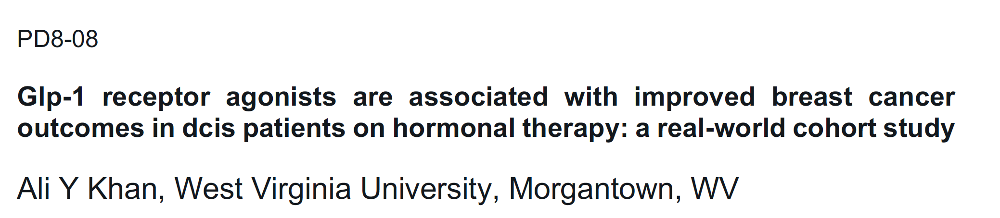 PD8-08
Glp-1 receptor agonists are associated with improved breast cancer
outcomes in dcis patients on hormonal therapy: a real-world cohort study
Ali Y Khan, West Virginia University, Morgantown, WV